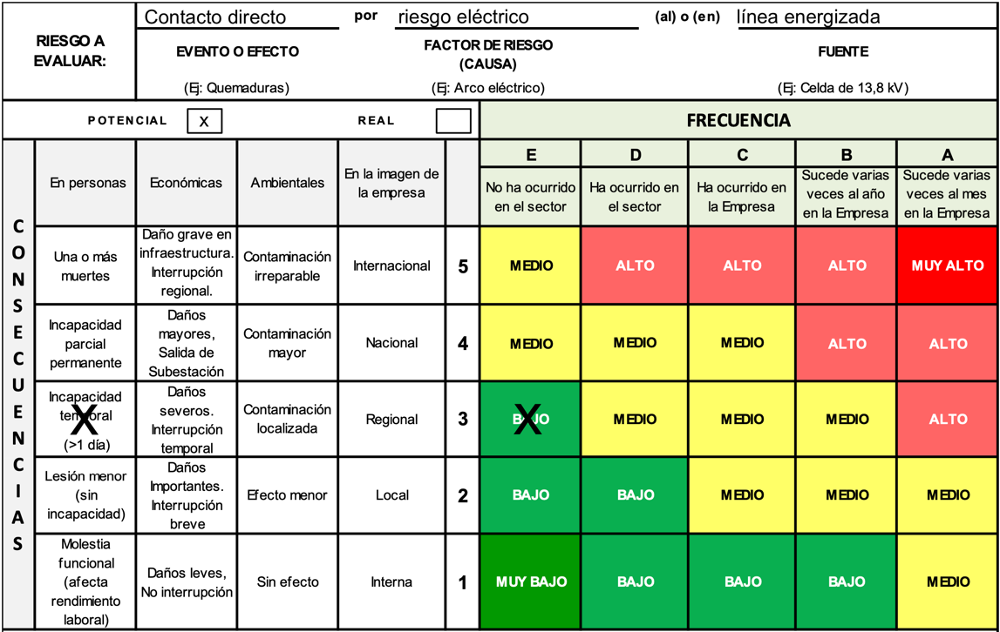 RIESGO A EVALUAR:
Contacto directo por riesgo eléctrico (al) o (en) línea energizada
EVENTO O EFECTO
FACTOR DE RIESGO (CAUSA)
FUENTE
(Ej: Quemaduras)
(Ej: Arco eléctrico)
(Ej: Celda de 13,8 kV)
POTENCIAL X REAL
FRECUENCIA
CONSECUENCIAS
En personas
Económicas
Ambientales
En la imagen de la empresa
E
D
C
B
A
No ha ocurrido en el sector
Ha ocurrido en el sector
Ha ocurrido en la Empresa
Sucede varias veces al año en la Empresa
Sucede varias veces al mes en la Empresa
Una o más muertes
Daño grave en infraestructura. Interrupción regional.
Contaminación irreparable
Internacional
5
MEDIO
ALTO
ALTO
ALTO
MUY ALTO
Incapacidad parcial permanente
Daños mayores, Salida de Subestación
Contaminación mayor
Nacional
4
MEDIO
MEDIO
MEDIO
ALTO
ALTO
Incapacidad temporal (>1 día)
X
Daños severos. Interrupción temporal
Contaminación localizada
Regional
3
BAJO
X
MEDIO
MEDIO
MEDIO
ALTO
Lesión menor (sin incapacidad)
Daños Importantes. Interrupción breve
Efecto menor
Local
2
BAJO
BAJO
MEDIO
MEDIO
MEDIO
Molestia funcional (afecta rendimiento laboral)
Daños leves, No interrupción
Sin efecto
Interna
1
MUY BAJO
BAJO
BAJO
BAJO
MEDIO